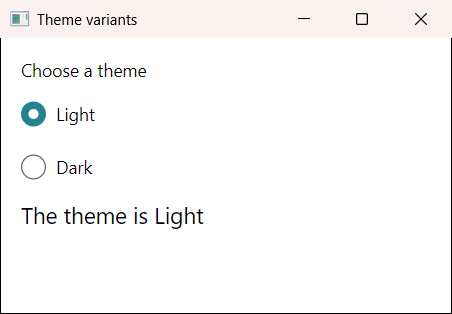 Theme variants
Choose a theme
Light
Dark
The theme is Light